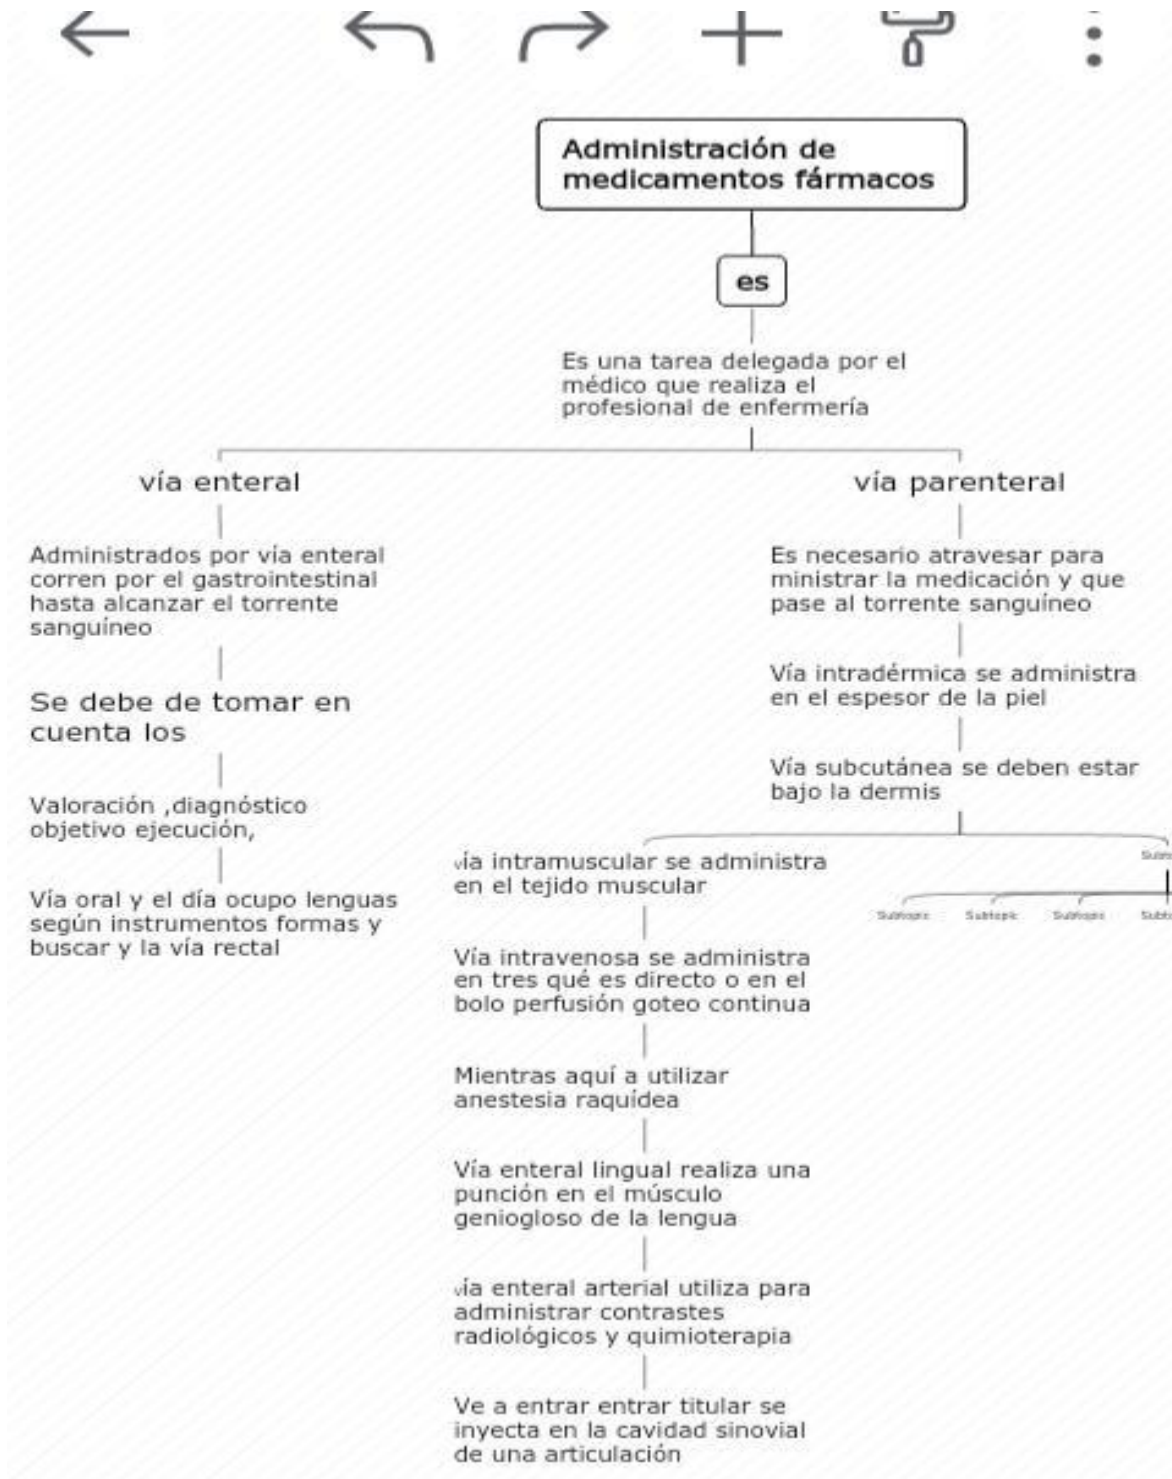 Administración de
medicamentos fármacos
es
Es una tarea delegada por el
médico que realiza el
profesional de enfermería
vía enteral
Administrados por vía enteral
corren por el gastrointestinal
hasta alcanzar el torrente
sanguíneo
Se debe de tomar en
cuenta los
Valoración ,diagnóstico
objetivo ejecución,
Vía oral y el día ocupo lenguas
según instrumentos formas y
buscar y la vía rectal
vía parenteral
Es necesario atravesar para
ministrar la medicación y que
pase al torrente sanguíneo
Vía intradérmica se administra
en el espesor de la piel
Vía subcutánea se deben estar
bajo la dermis
vía intramuscular se administra
en el tejido muscular
Vía intravenosa se administra
en tres qué es directo o en el
bolo perfusión goteo continua
Mientras aquí a utilizar
anestesia raquídea
Vía enteral lingual realiza una
punción en el músculo
geniogloso de la lengua
vía enteral arterial utiliza para
administrar contrastes
radiológicos y quimioterapia
Ve a entrar entrar titular se
inyecta en la cavidad sinovial
de una articulación
Subtopic
Subtopic
Subtopic